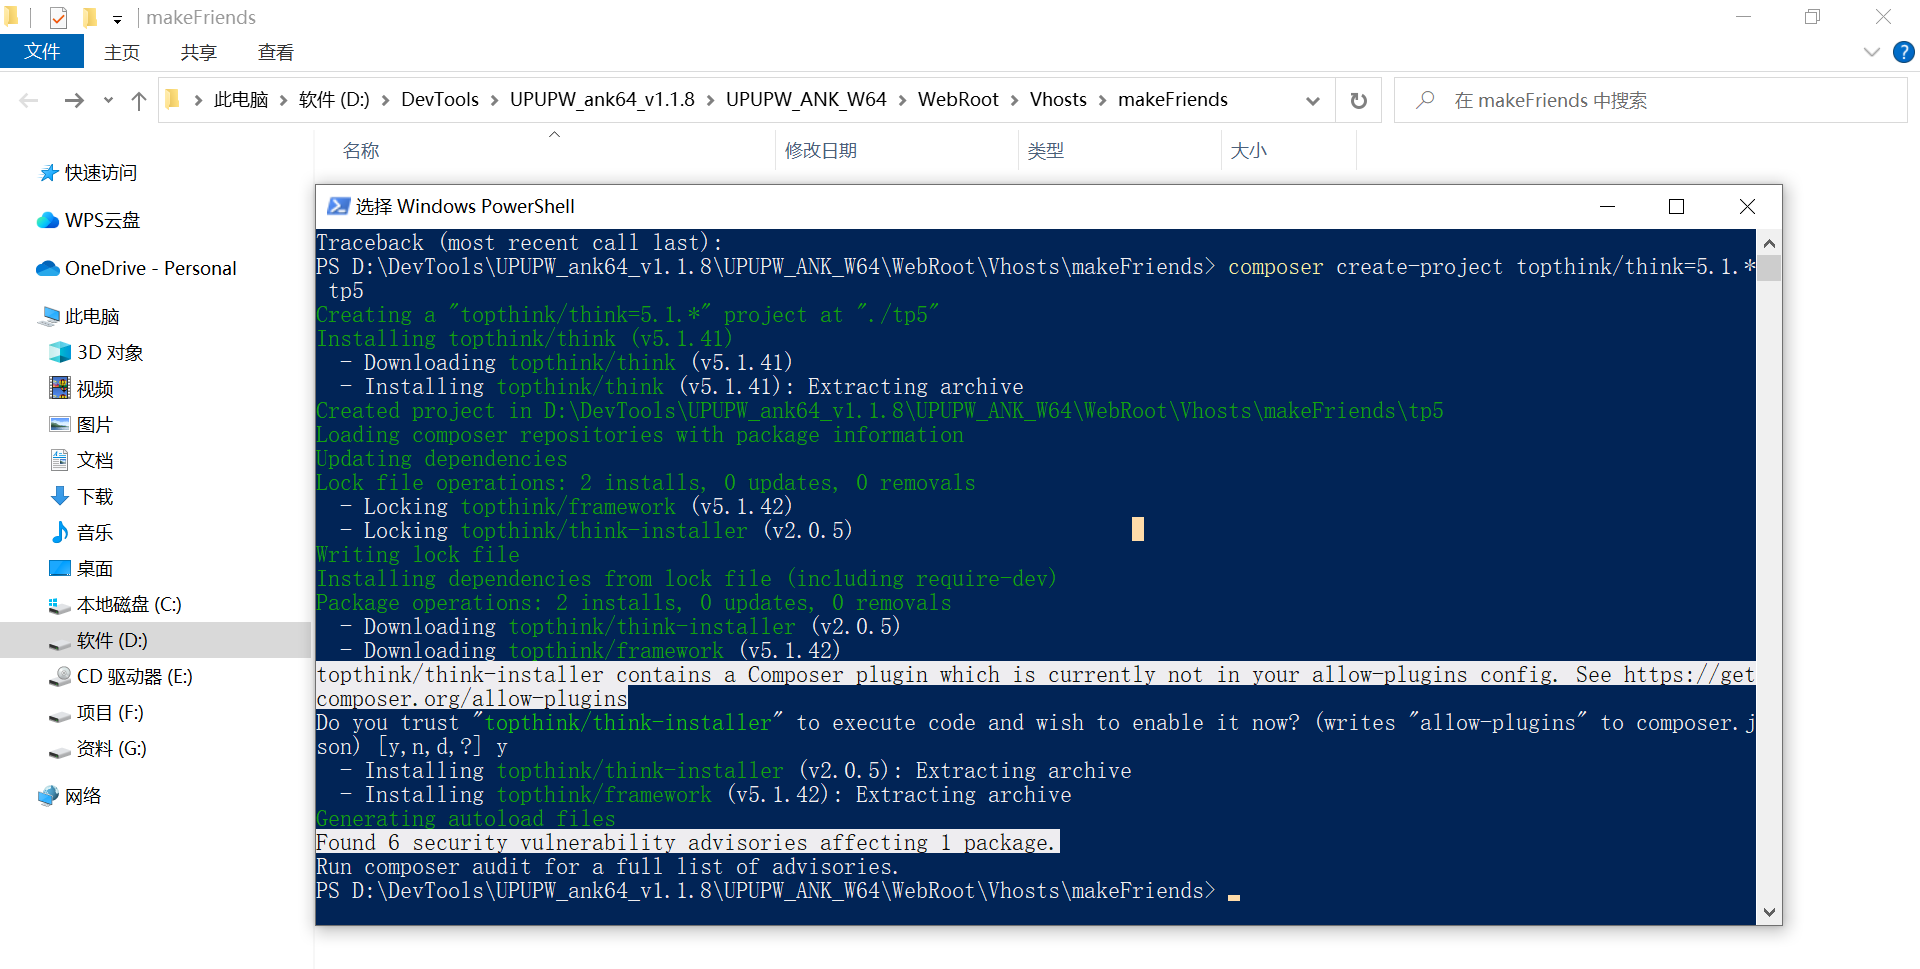 makeFriends
文件 主页 共享 查看
此电脑 软件 (D:) DevTools UPUPW_ank64_v1.1.8 UPUPW_ANK_W64 WebRoot Vhosts makeFriends
在 makeFriends 中搜索
名称 修改日期 类型 大小
快速访问
WPS云盘
OneDrive - Personal
此电脑
3D 对象
视频
图片
文档
下载
音乐
桌面
本地磁盘 (C:)
软件 (D:)
CD 驱动器 (E:)
项目 (F:)
资料 (G:)
网络
选择 Windows PowerShell
Traceback (most recent call last):
PS D:\DevTools\UPUPW_ank64_v1.1.8\UPUPW_ANK_W64\WebRoot\Vhosts\makeFriends> composer create-project topthink/think=5.1.*
tp5
Creating a "topthink/think=5.1.*" project at "./tp5"
Installing topthink/think (v5.1.41)
- Downloading topthink/think (v5.1.41)
- Installing topthink/think (v5.1.41): Extracting archive
Created project in D:\DevTools\UPUPW_ank64_v1.1.8\UPUPW_ANK_W64\WebRoot\Vhosts\makeFriends\tp5
Loading composer repositories with package information
Updating dependencies
Lock file operations: 2 installs, 0 updates, 0 removals
- Locking topthink/framework (v5.1.42)
- Locking topthink/think-installer (v2.0.5)
Writing lock file
Installing dependencies from lock file (including require-dev)
Package operations: 2 installs, 0 updates, 0 removals
- Downloading topthink/think-installer (v2.0.5)
- Downloading topthink/framework (v5.1.42)
topthink/think-installer contains a Composer plugin which is currently not in your allow-plugins config. See https://get
composer.org/allow-plugins
Do you trust "topthink/think-installer" to execute code and wish to enable it now? (writes "allow-plugins" to composer.j
son) [y,n,d,?] y
- Installing topthink/think-installer (v2.0.5): Extracting archive
- Installing topthink/framework (v5.1.42): Extracting archive
Generating autoload files
Found 6 security vulnerability advisories affecting 1 package.
Run composer audit for a full list of advisories.
PS D:\DevTools\UPUPW_ank64_v1.1.8\UPUPW_ANK_W64\WebRoot\Vhosts\makeFriends>